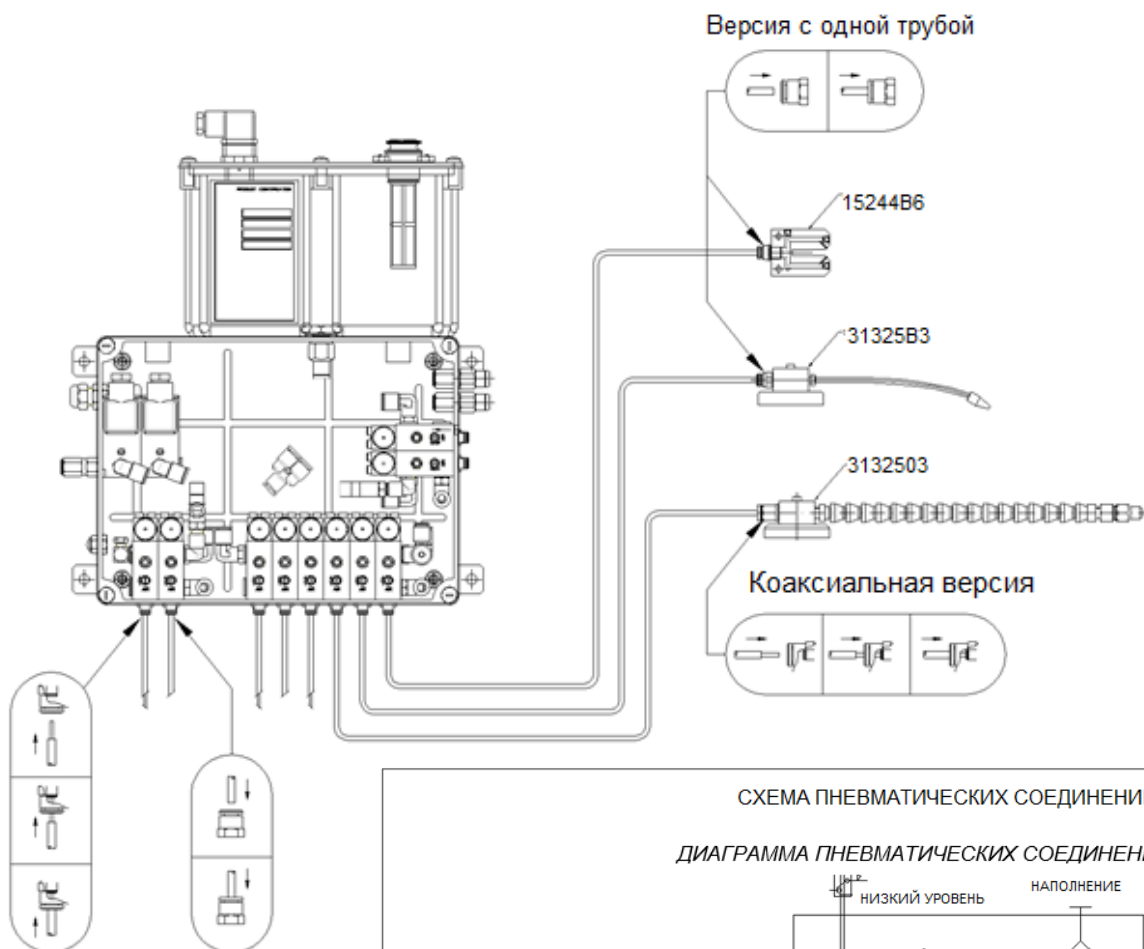 Версия с одной трубой
15244B6
31325B3
3132503
Коаксиальная версия
СХЕМА ПНЕВМАТИЧЕСКИХ СОЕДИНЕНИ
ДИАГРАММА ПНЕВМАТИЧЕСКИХ СОЕДИНЕН
НИЗКИЙ УРОВЕНЬ
НАПОЛНЕНИЕ